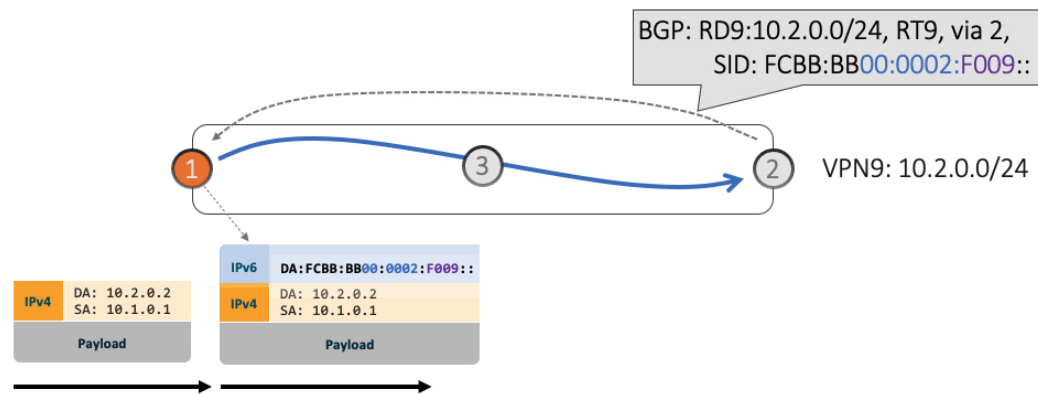 BGP: RD9:10.2.0.0/24, RT9, via 2,
SID: FCBB:BB00:0002:F009::
1
3
2
VPN9: 10.2.0.0/24
IPv6 DA:FCBB:BB00:0002:F009::
IPv4 DA: 10.2.0.2
SA: 10.1.0.1
Payload
IPv4 DA: 10.2.0.2
SA: 10.1.0.1
Payload